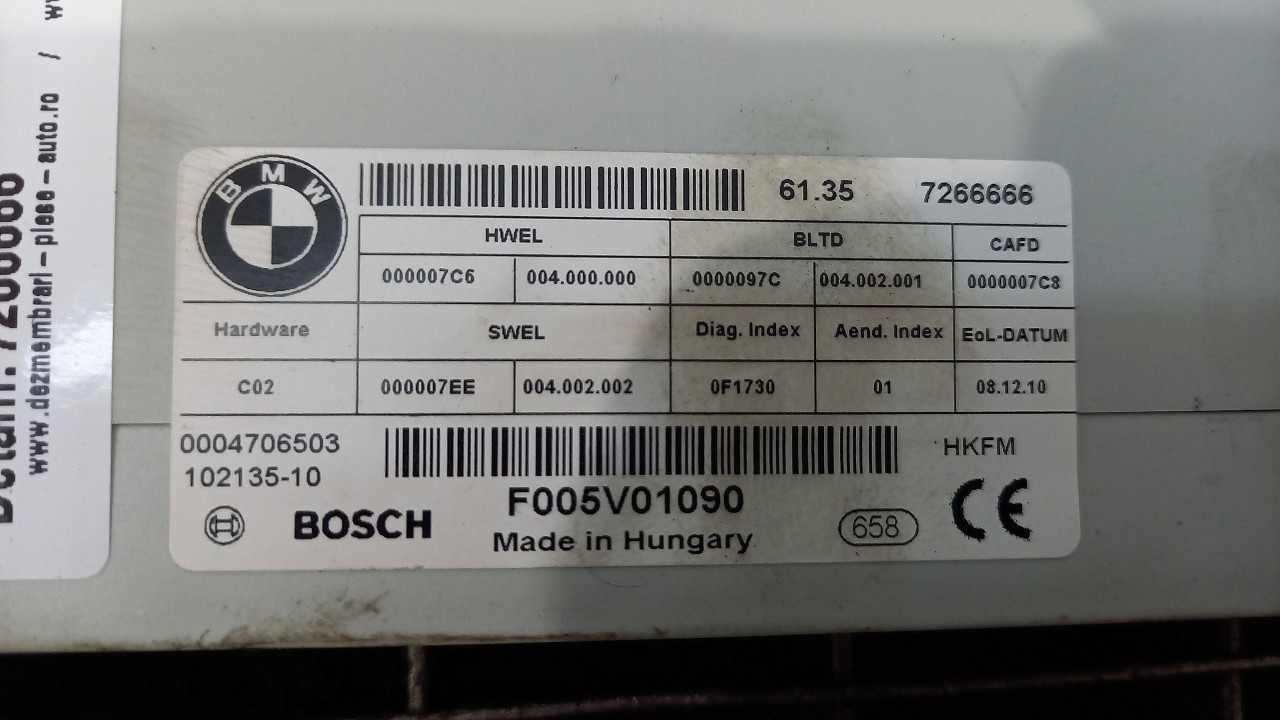 BMW
61.35 7266666
HWEL BLTD CAFD
000007C6 004.000.000 0000097C 004.002.001 0000007C8
Hardware SWEL Diag. Index Aend. Index EoL-DATUM
C02 000007EE 004.002.002 0F1730 01 08.12.10
0004706503 HKFM
102135-10
F005V01090
BOSCH Made in Hungary 658 CE
www.dezmembrari-piese-auto.ro /